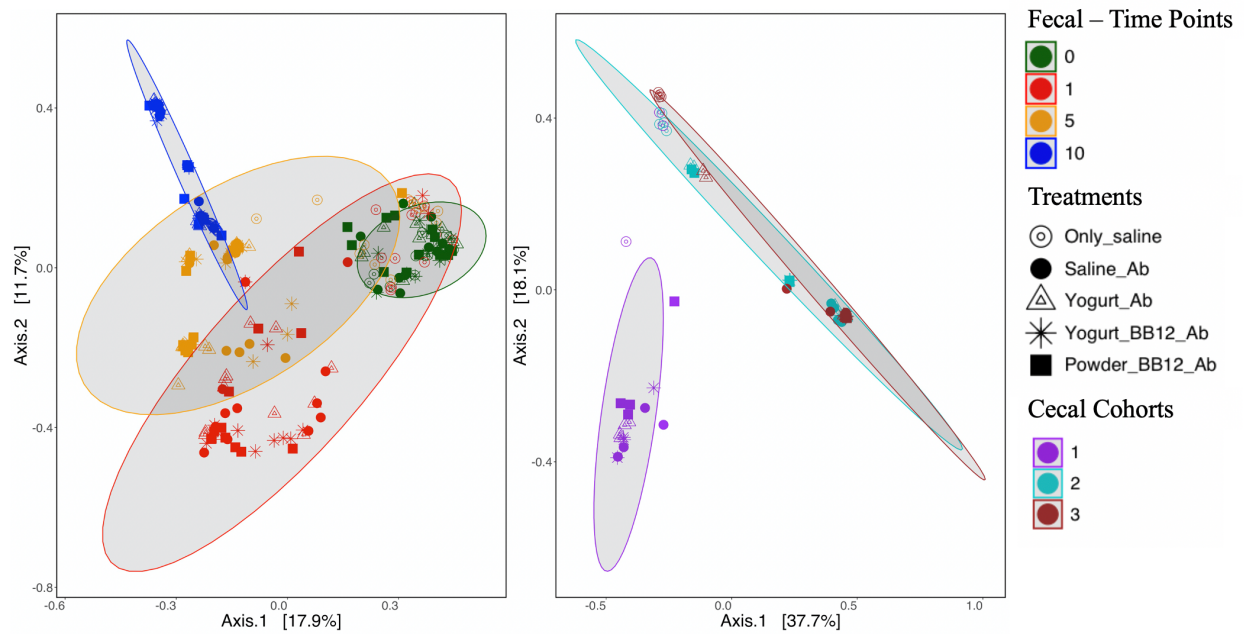 0.4
0.0
-0.4
-0.8
Axis.2 [11.7%]
-0.6
-0.3
0.0
0.3
Axis.1 [17.9%]
0.4
0.0
-0.4
Axis.2 [18.1%]
-0.5
0.0
0.5
1.0
Axis.1 [37.7%]
Fecal – Time Points
0
1
5
10
Treatments
Only_saline
Saline_Ab
Yogurt_Ab
Yogurt_BB12_Ab
Powder_BB12_Ab
Cecal Cohorts
1
2
3